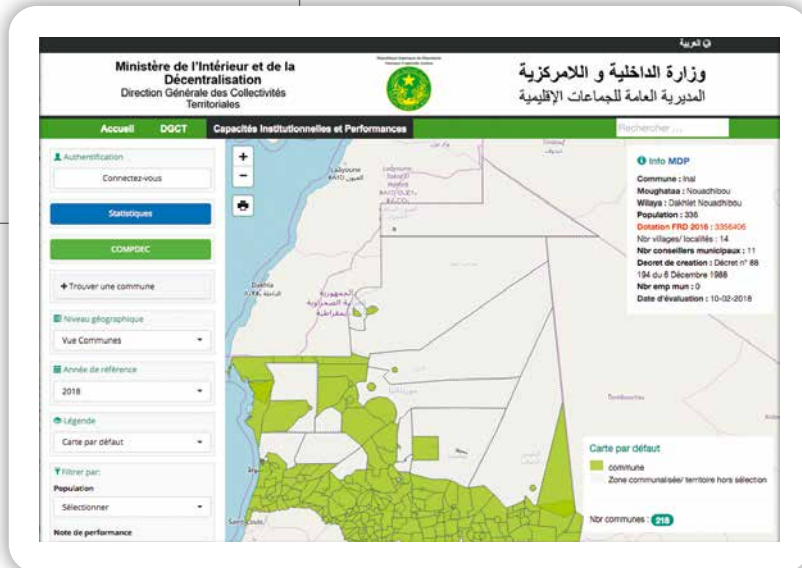 العربية
Ministère de l'Intérieur et de la
Décentralisation
Direction Générale des Collectivités
Territoriales
وزارة الداخلية و اللامركزية
المديرية العامة للجماعات الإقليمية
Accueil DGCT Capacités Institutionnelles et Performances
Rechercher ...
Authentification
Connectez-vous
Statistiques
COMPDEC
+ Trouver une commune
Niveau géographique
Vue Communes
Année de référence
2018
Légende
Carte par défaut
Filtrer par:
Population
Sélectionner
Note de performance
+
−
Laâyoune
العيون
Dakhla
الداخلة
Saint-Louis
Tombouctou
Info MDP
Commune : Inal
Moughataa : Nouadhibou
Wilaya : Dakhlet Nouadhibou
Population : 336
Dotation FRD 2016 : 3356406
Nbr villages/ localités : 14
Nbr conseillers municipaux : 11
Decret de creation : Décret n° 88
194 du 6 Décembre 1988
Nbr emp mun : 0
Date d'évaluation : 10-02-2018
Carte par défaut
commune
Zone communalisée/ territoire hors sélection
Nbr communes : 218